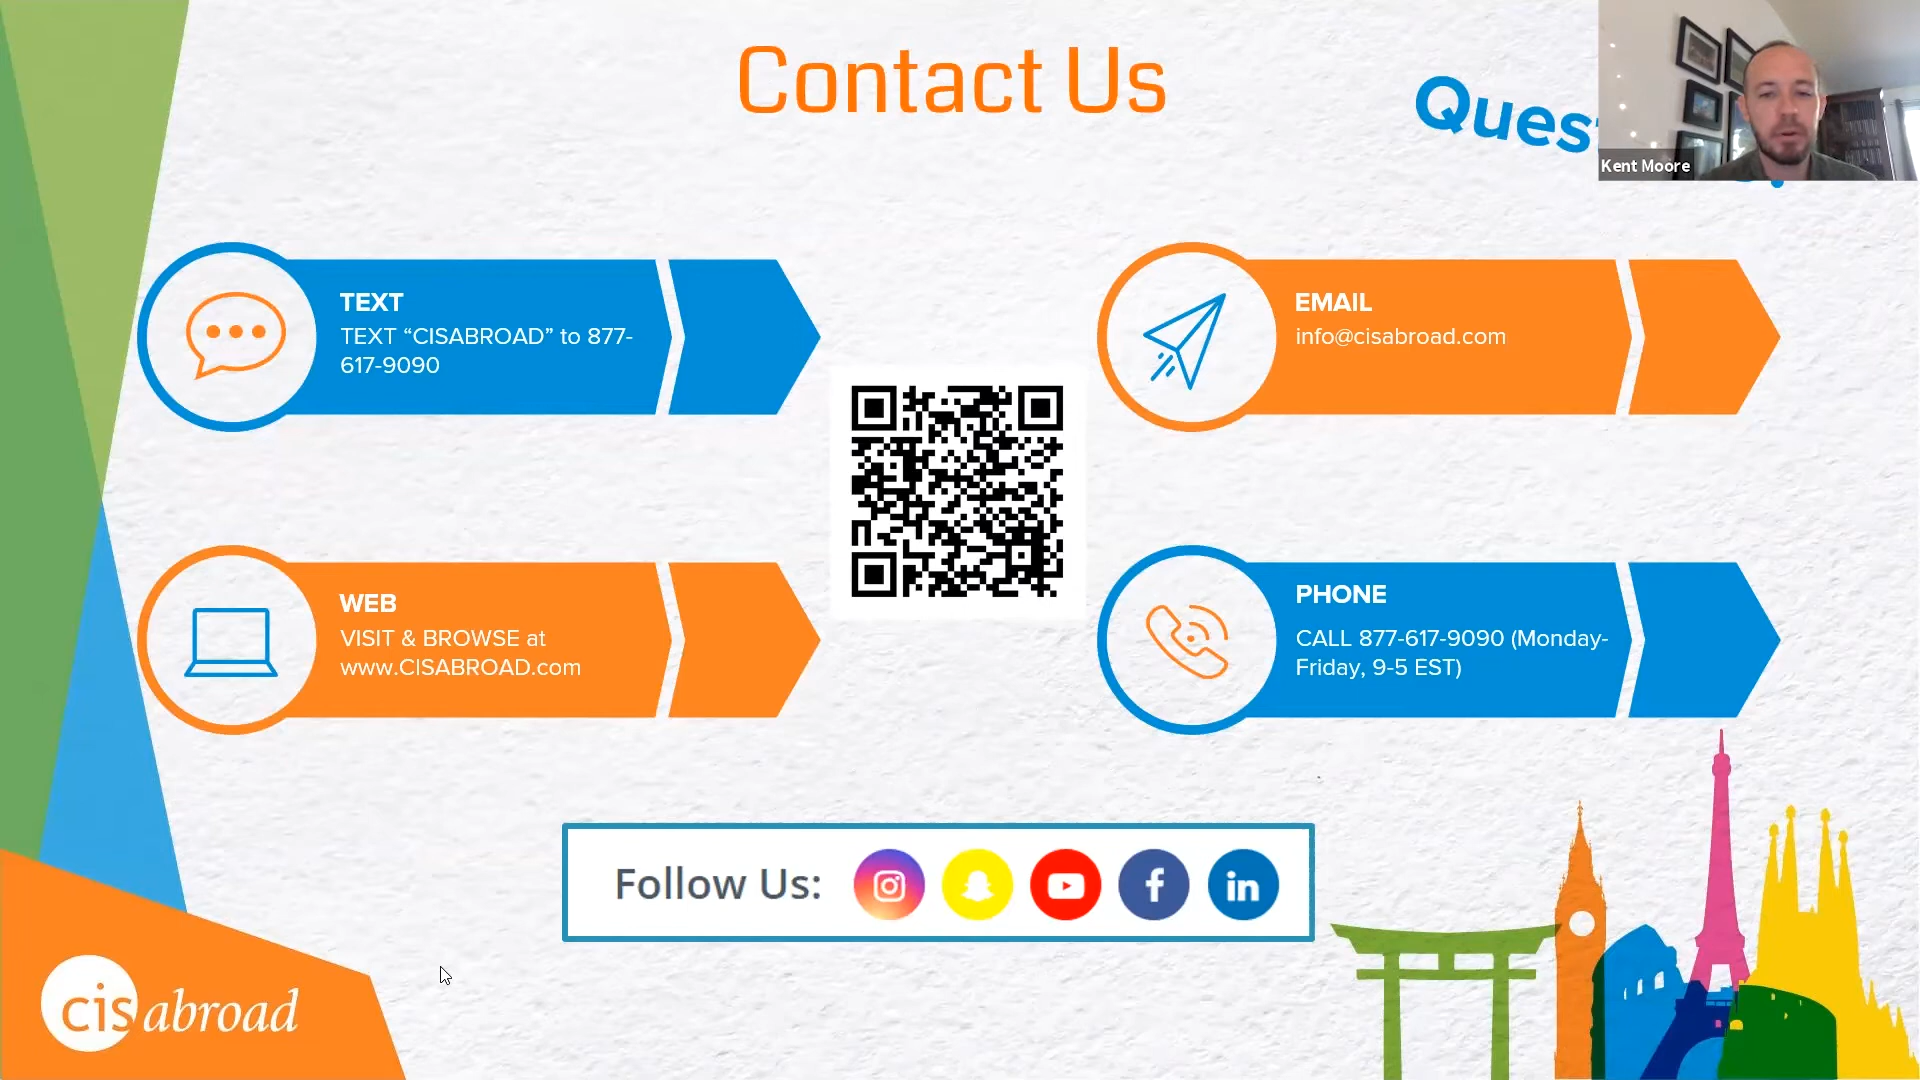 Contact Us
Kent Moore
TEXT
TEXT “CISABROAD” to 877-
617-9090
EMAIL
info@cisabroad.com
WEB
VISIT & BROWSE at
www.CISABROAD.com
PHONE
CALL 877-617-9090 (Monday-
Friday, 9-5 EST)
Follow Us:
cis abroad